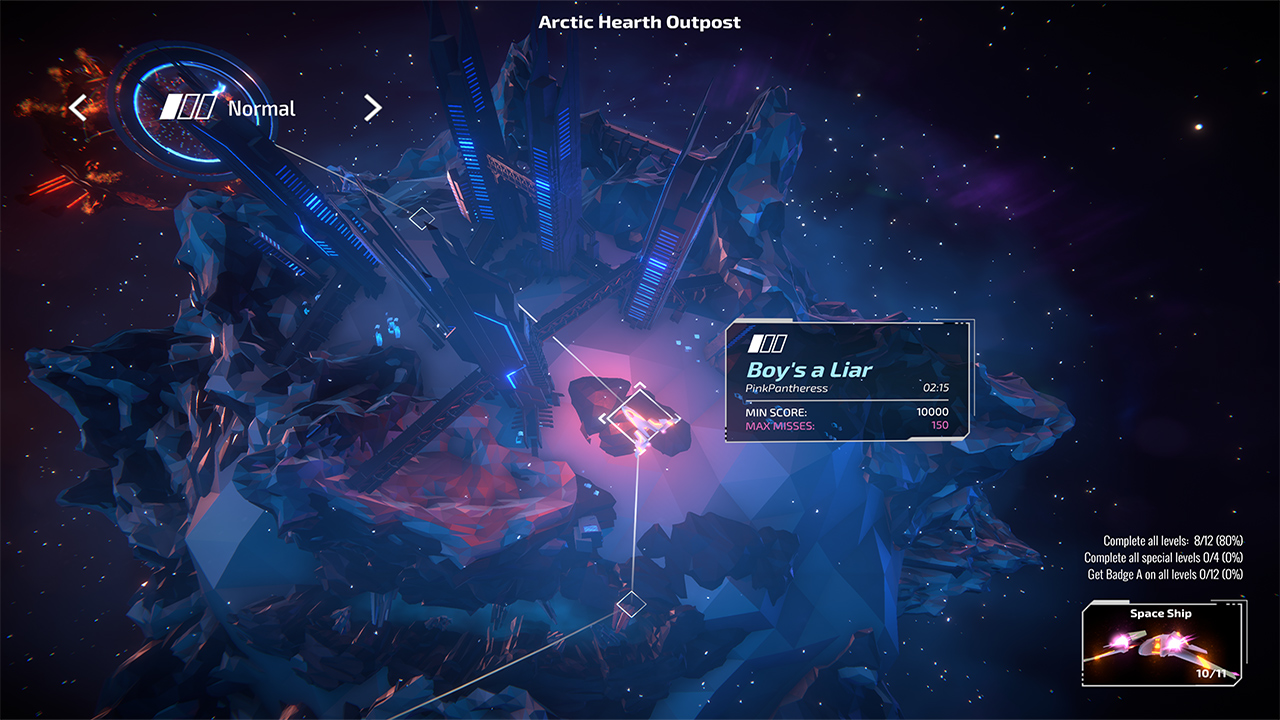 Arctic Hearth Outpost
Normal
Boy's a Liar
PinkPantheress 02:15
MIN SCORE: 10000
MAX MISSES: 150
Complete all levels: 8/12 (80%)
Complete all special levels 0/4 (0%)
Get Badge A on all levels 0/12 (0%)
Space Ship
10/11